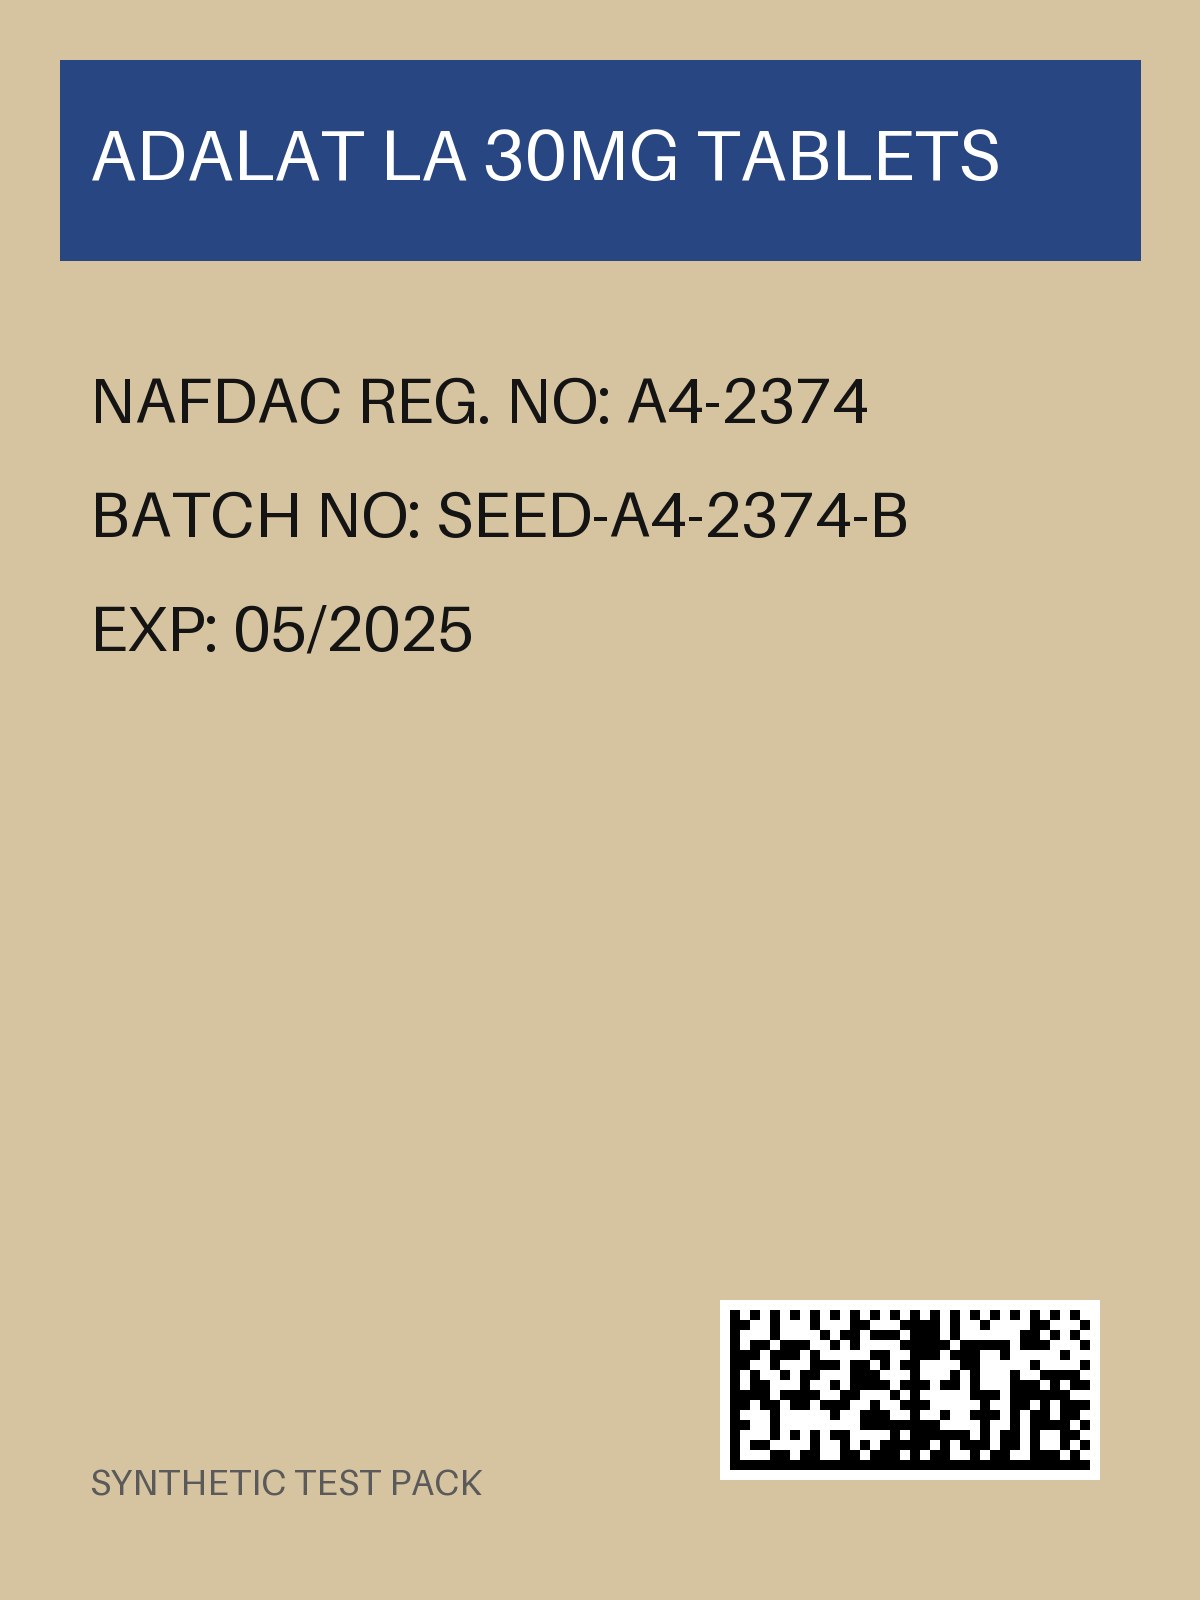 ADALAT LA 30MG TABLETS
NAFDAC REG. NO: A4-2374
BATCH NO: SEED-A4-2374-B
EXP: 05/2025
SYNTHETIC TEST PACK